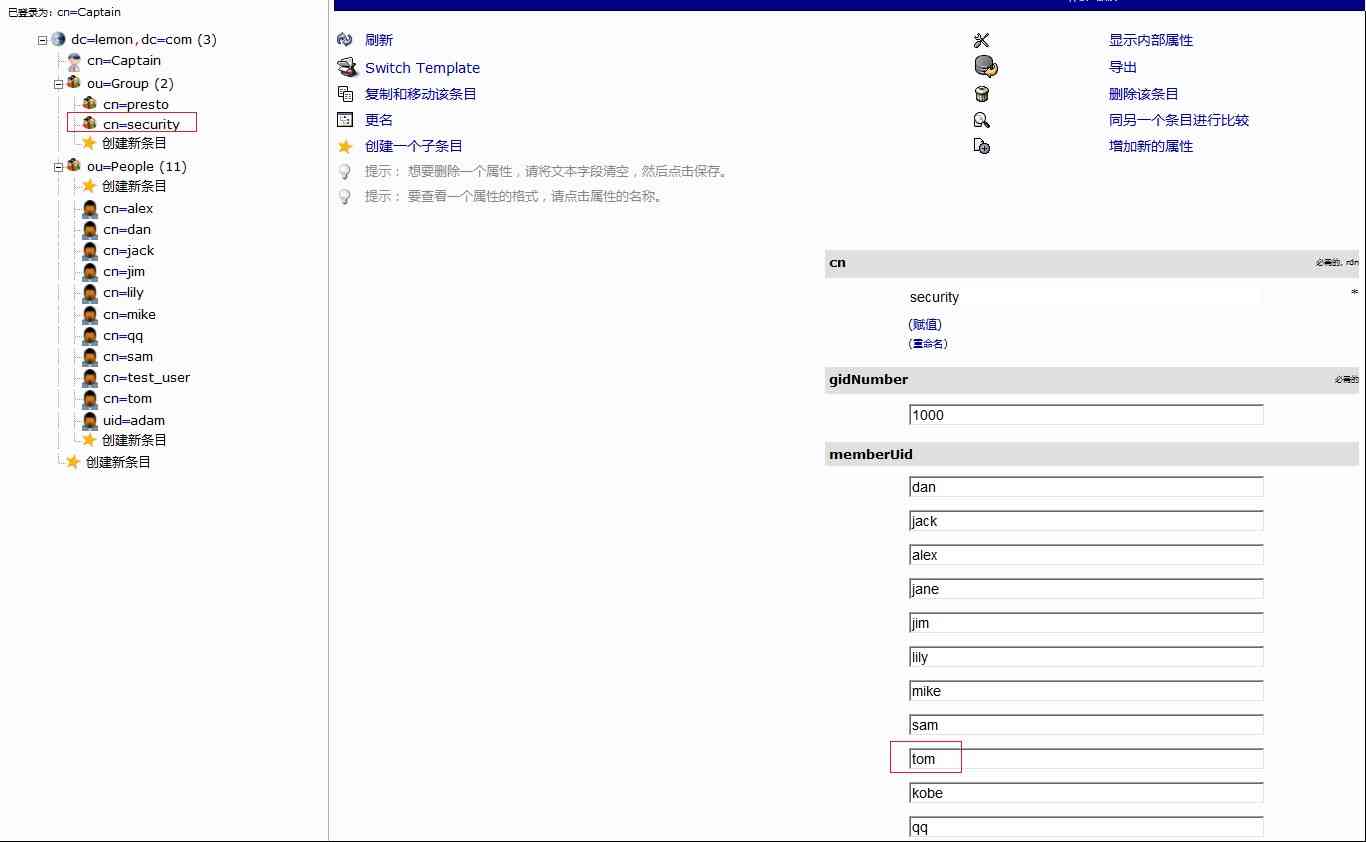 已登录为: cn=Captain
dc=lemon,dc=com (3)
cn=Captain
ou=Group (2)
cn=presto
cn=security
创建新条目
ou=People (11)
创建新条目
cn=alex
cn=dan
cn=jack
cn=jim
cn=lily
cn=mike
cn=qq
cn=sam
cn=test_user
cn=tom
uid=adam
创建新条目
创建新条目
刷新
显示内部属性
Switch Template
导出
复制和移动该条目
删除该条目
更名
同另一个条目进行比较
创建一个子条目
增加新的属性
提示： 想要删除一个属，请将文本字段清空，然后点击保存。
提示： 要查看一个属性的格式，请点击属性的名称。
cn
必需的, rdn
security
*
(赋值)
(重命名)
gidNumber
必需的
1000
memberUid
dan
jack
alex
jane
jim
lily
mike
sam
tom
kobe
qq